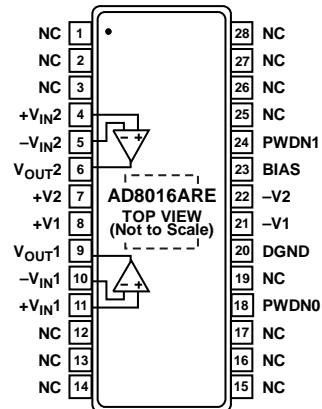 NC 1 28 NC
NC 2 27 NC
NC 3 26 NC
+VIN2 4 25 NC
–VIN2 5 24 PWDN1
– +
VOUT2 6 23 BIAS
+V2 7 AD8016ARE 22 –V2
+V1 8 TOP VIEW 21 –V1
(Not to Scale)
VOUT1 9 20 DGND
–VIN1 10 19 NC
– +
+VIN1 11 18 PWDN0
NC 12 17 NC
NC 13 16 NC
NC 14 15 NC